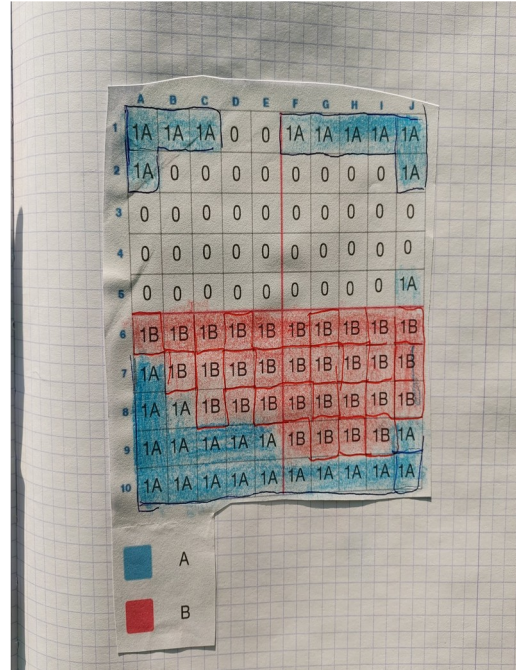 A B C D E F G H I J
1 1A 1A 1A 0 0 1A 1A 1A 1A 1A
2 1A 0 0 0 0 0 0 0 0 1A
3 0 0 0 0 0 0 0 0 0 0
4 0 0 0 0 0 0 0 0 0 0
5 0 0 0 0 0 0 0 0 0 1A
6 1B 1B 1B 1B 1B 1B 1B 1B 1B 1B
7 1A 1B 1B 1B 1B 1B 1B 1B 1B 1B
8 1A 1A 1B 1B 1B 1B 1B 1B 1B 1B
9 1A 1A 1A 1A 1A 1B 1B 1B 1B 1A
10 1A 1A 1A 1A 1A 1A 1A 1A 1A 1A
A
B